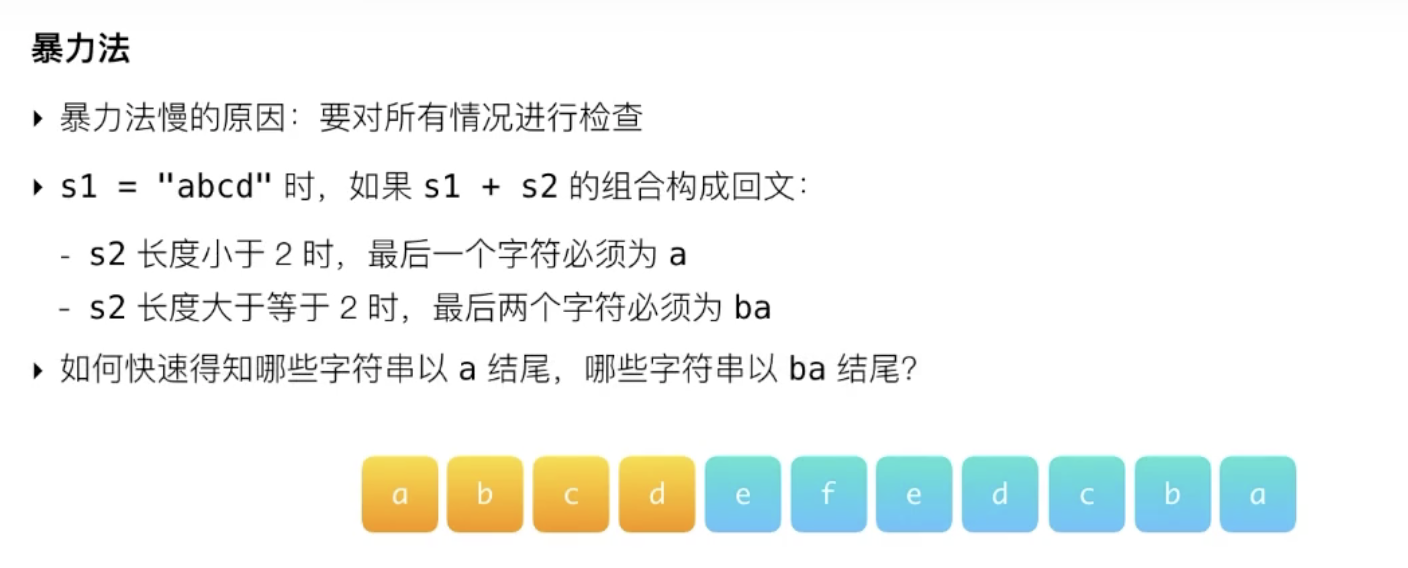 暴力法
暴力法慢的原因：要对所有情况进行检查
s1 = "abcd" 时，如果 s1 + s2 的组合构成回文：
- s2 长度小于 2 时，最后一个字符必须为 a
- s2 长度大于等于 2 时，最后两个字符必须为 ba
如何快速得知哪些字符串以 a 结尾，哪些字符串以 ba 结尾？
a b c d e f e d c b a